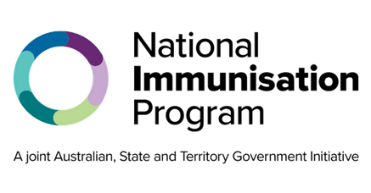 National
Immunisation
Program
A joint Australian, State and Territory Government Initiative